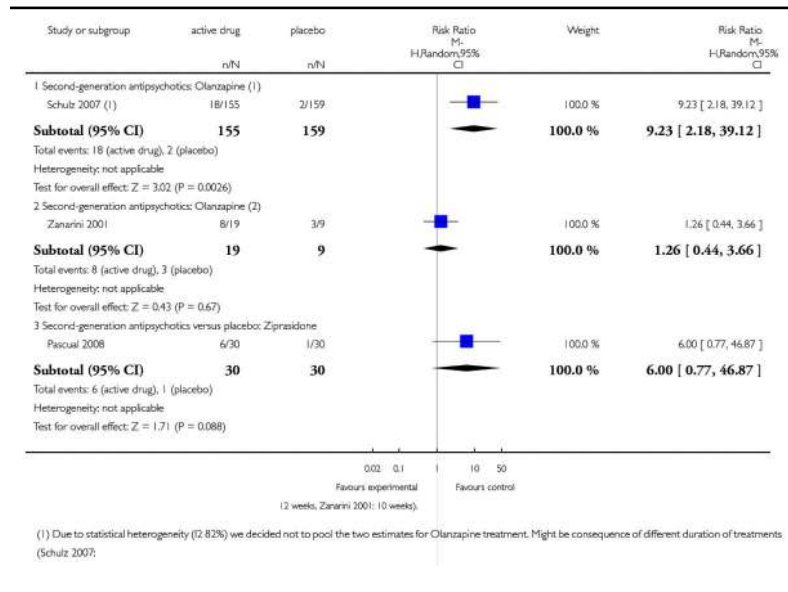 Study or subgroup active drug placebo Risk Ratio Weight Risk Ratio
M-H,Random,95% CI M-H,Random,95% CI
n/N n/N
1 Second-generation antipsychotics: Olanzapine (1)
Schulz 2007 (1) 18/155 2/159 100.0 % 9.23 [ 2.18, 39.12 ]
Subtotal (95% CI) 155 159 100.0 % 9.23 [ 2.18, 39.12 ]
Total events: 18 (active drug), 2 (placebo)
Heterogeneity: not applicable
Test for overall effect: Z = 3.02 (P = 0.0026)
2 Second-generation antipsychotics: Olanzapine (2)
Zanarini 2001 8/19 3/9 100.0 % 1.26 [ 0.44, 3.66 ]
Subtotal (95% CI) 19 9 100.0 % 1.26 [ 0.44, 3.66 ]
Total events: 8 (active drug), 3 (placebo)
Heterogeneity: not applicable
Test for overall effect: Z = 0.43 (P = 0.67)
3 Second-generation antipsychotics versus placebo: Ziprasidone
Pascual 2008 6/30 1/30 100.0 % 6.00 [ 0.77, 46.87 ]
Subtotal (95% CI) 30 30 100.0 % 6.00 [ 0.77, 46.87 ]
Total events: 6 (active drug), 1 (placebo)
Heterogeneity: not applicable
Test for overall effect: Z = 1.71 (P = 0.088)
0.02 0.1 1 10 50
Favours experimental Favours control
12 weeks, Zanarini 2001: 10 weeks).
(1) Due to statistical heterogeneity (12.82%) we decided not to pool the two estimates for Olanzapine treatment. Might be consequence of different duration of treatments
(Schulz 2007: